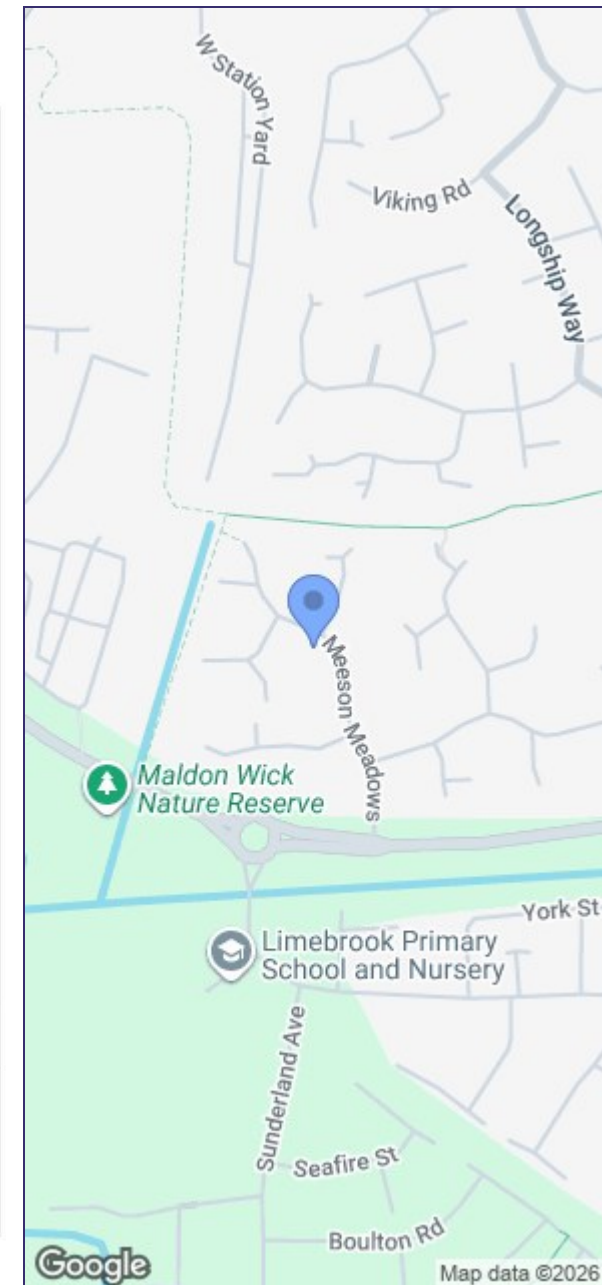 W Station Yard
Viking Rd
Longship Way
Meeson Meadows
Maldon Wick
Nature Reserve
York St
Limebrook Primary
School and Nursery
Sunderland Ave
Seafire St
Boulton Rd
Google
Map data ©2026